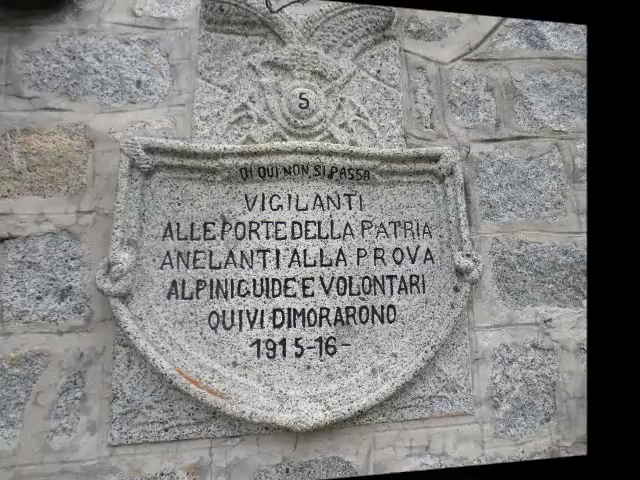 5
DI QUI NON SI PASSA
VIGILANTI
ALLE PORTE DELLA PATRIA
ANELANTI ALLA PROVA
ALPINI GUIDE E VOLONTARI
QUIVI DIMORARONO
1915-16-